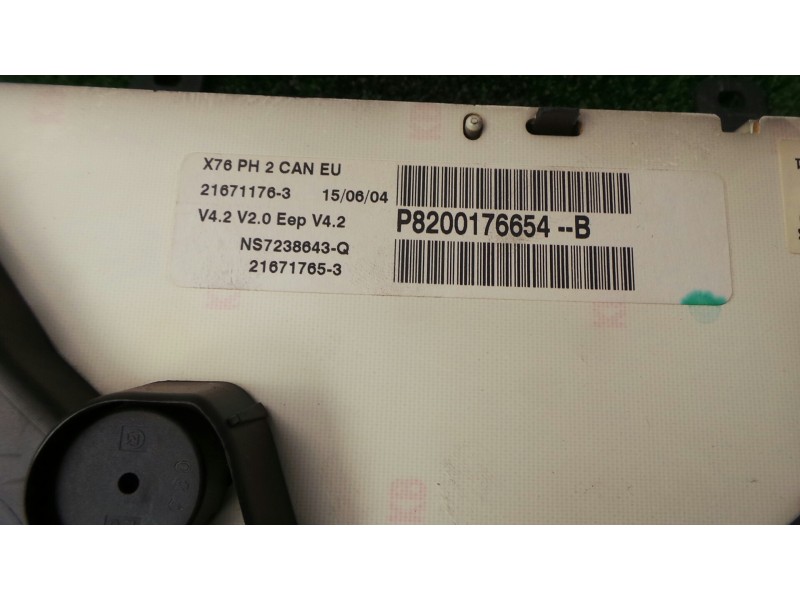 X76 PH 2 CAN EU
21671176-3 15/06/04
V4.2 V2.0 Eep V4.2
P8200176654 --B
NS7238643-Q
21671765-3